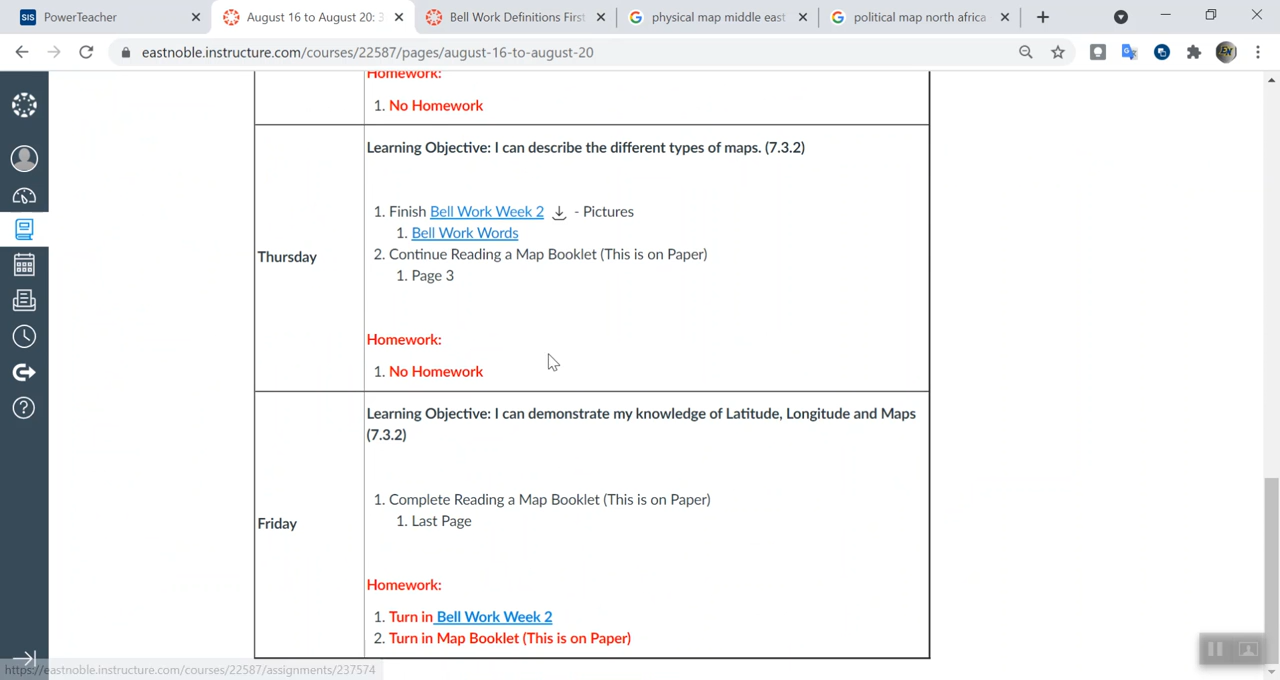 SIS PowerTeacher
August 16 to August 20: 3
Bell Work Definitions First
physical map middle east
political map north africa
eastnoble.instructure.com/courses/22587/pages/august-16-to-august-20
Homework:
1. No Homework
Thursday
Learning Objective: I can describe the different types of maps. (7.3.2)
1. Finish Bell Work Week 2 - Pictures
1. Bell Work Words
2. Continue Reading a Map Booklet (This is on Paper)
1. Page 3
Homework:
1. No Homework
Friday
Learning Objective: I can demonstrate my knowledge of Latitude, Longitude and Maps
(7.3.2)
1. Complete Reading a Map Booklet (This is on Paper)
1. Last Page
Homework:
1. Turn in Bell Work Week 2
2. Turn in Map Booklet (This is on Paper)
https://eastnoble.instructure.com/courses/22587/assignments/237574